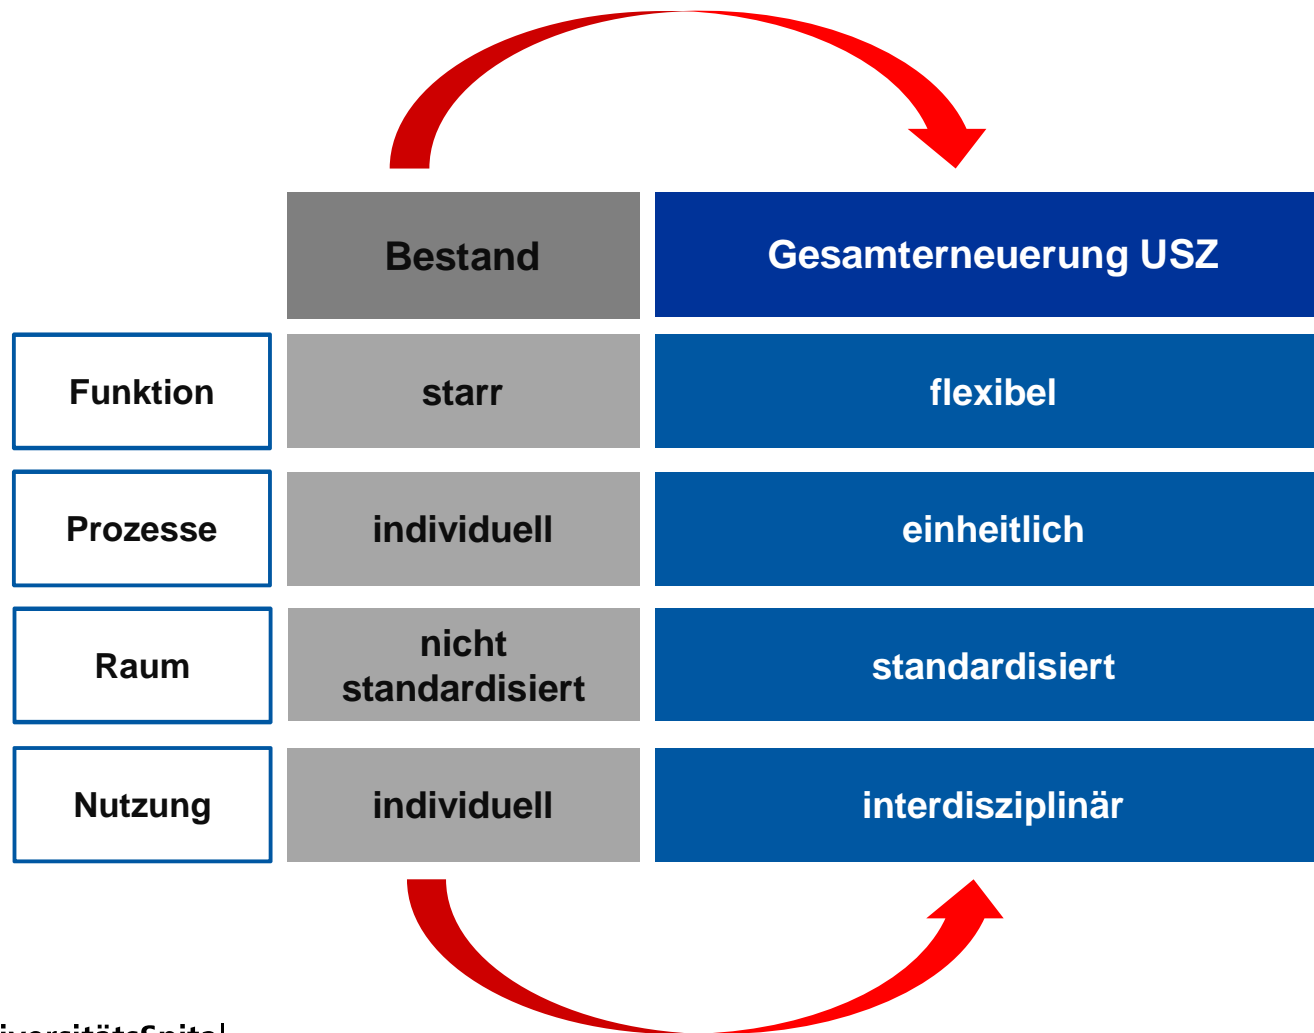 Bestand Gesamterneuerung USZ
Funktion starr flexibel
Prozesse individuell einheitlich
Raum nicht standardisiert standardisiert
Nutzung individuell interdisziplinär